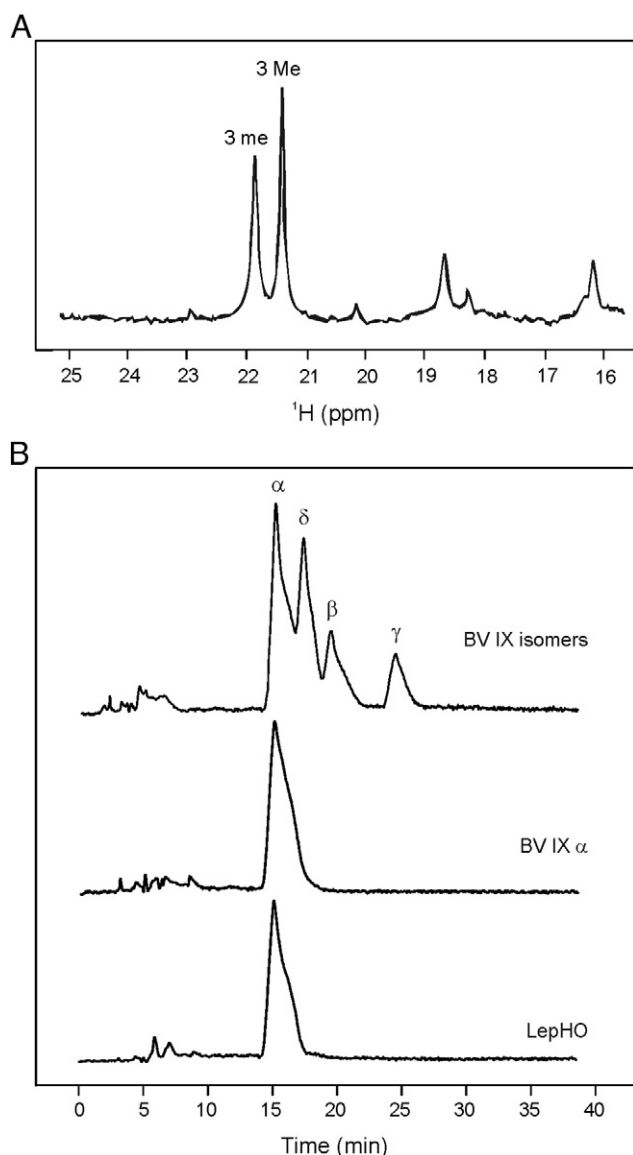 A
3 Me
3 me
25 24 23 22 21 20 19 18 17 16
¹H (ppm)
B
α
δ
β
γ
BV IX isomers
BV IX α
LepHO
0 5 10 15 20 25 30 35 40
Time (min)